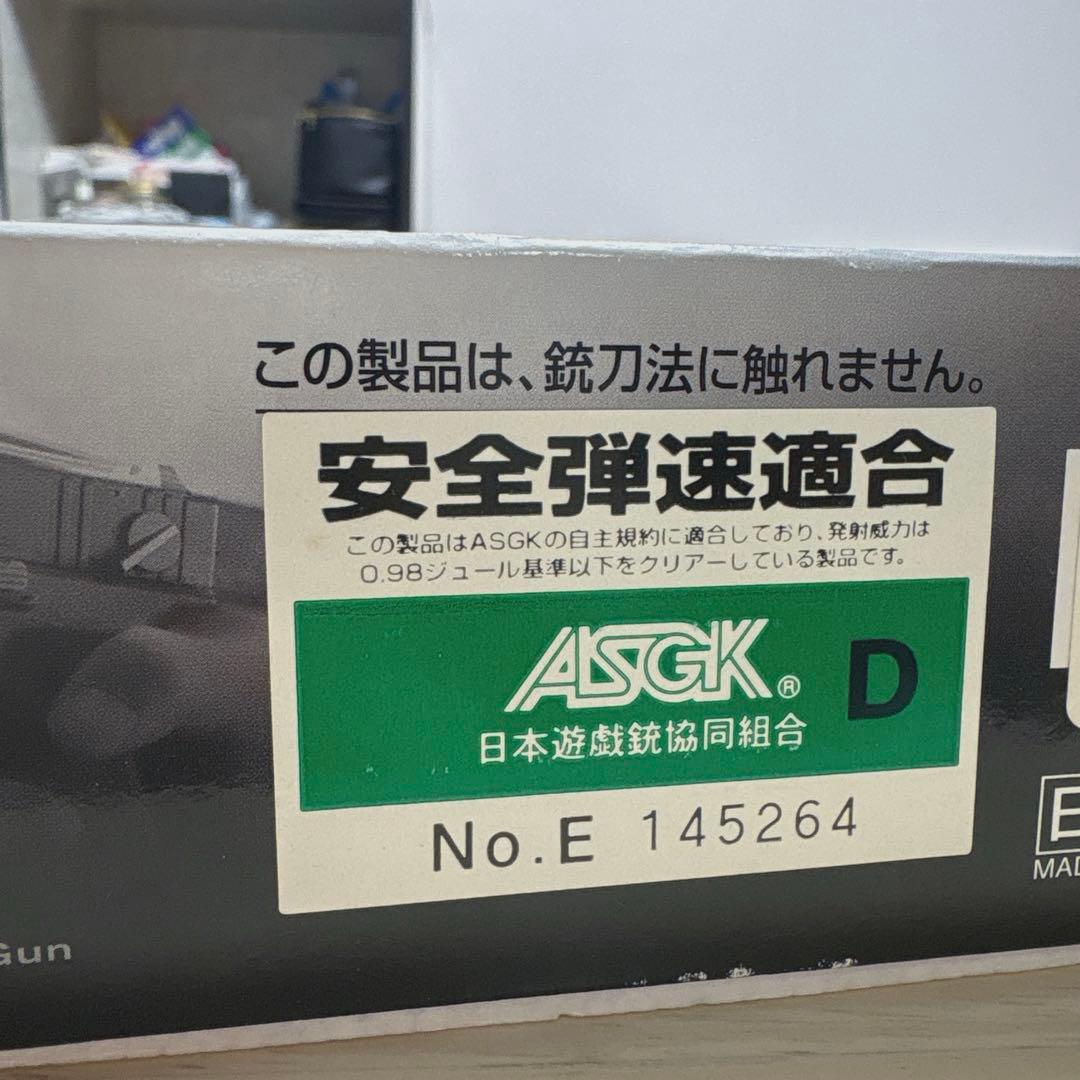 この製品は、銃刀法に触れません。
安全弾速適合
この製品はASGKの自主規約に適合しており、発射威力は
0.98ジュール基準以下をクリアーしている製品です。
ASGK® D
日本遊戯銃協同組合
No.E 145264
Gun